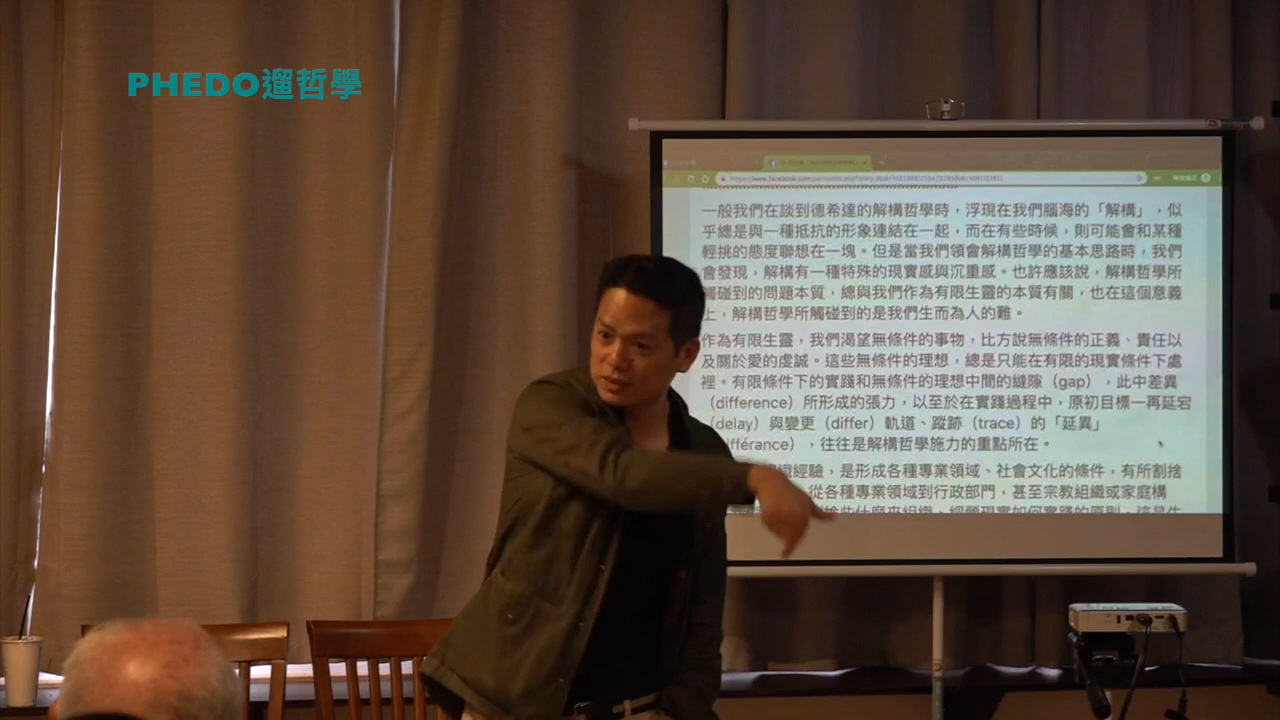 PHEDO遛哲學
一般我們在談到德希達的解構哲學時，浮現在我們腦海的「解構」，似
乎總是與一種抵抗的形象連結在一起，而在有些時候，則可能會和某種
輕挑的態度聯想在一塊。但是當我們領會解構哲學的基本思路時，我們
會發現，解構有一種特殊的現實感與沉重感。也許應該說，解構哲學所
觸碰到的問題本質，總與我們作為有限生靈的本質有關，也在這個意義
上，解構哲學所觸碰到的是我們生而為人的難。
作為有限生靈，我們渴望無條件的事物，比方說無條件的正義、責任以
及關於愛的虔誠。這些無條件的理想，總是只能在有限的現實條件下處
裡。有限條件下的實踐和無條件的理想中間的縫隙（gap），此中差異
（difference）所形成的張力，以至於在實踐過程中，原初目標一再延宕
（delay）與變更（differ）軌道、蹤跡（trace）的「延異」
fférance），往往是解構哲學施力的重點所在。
經驗，是形成各種專業領域、社會文化的條件，有所割捨
從各種專業領域到行政部門，甚至宗教組織或家庭構